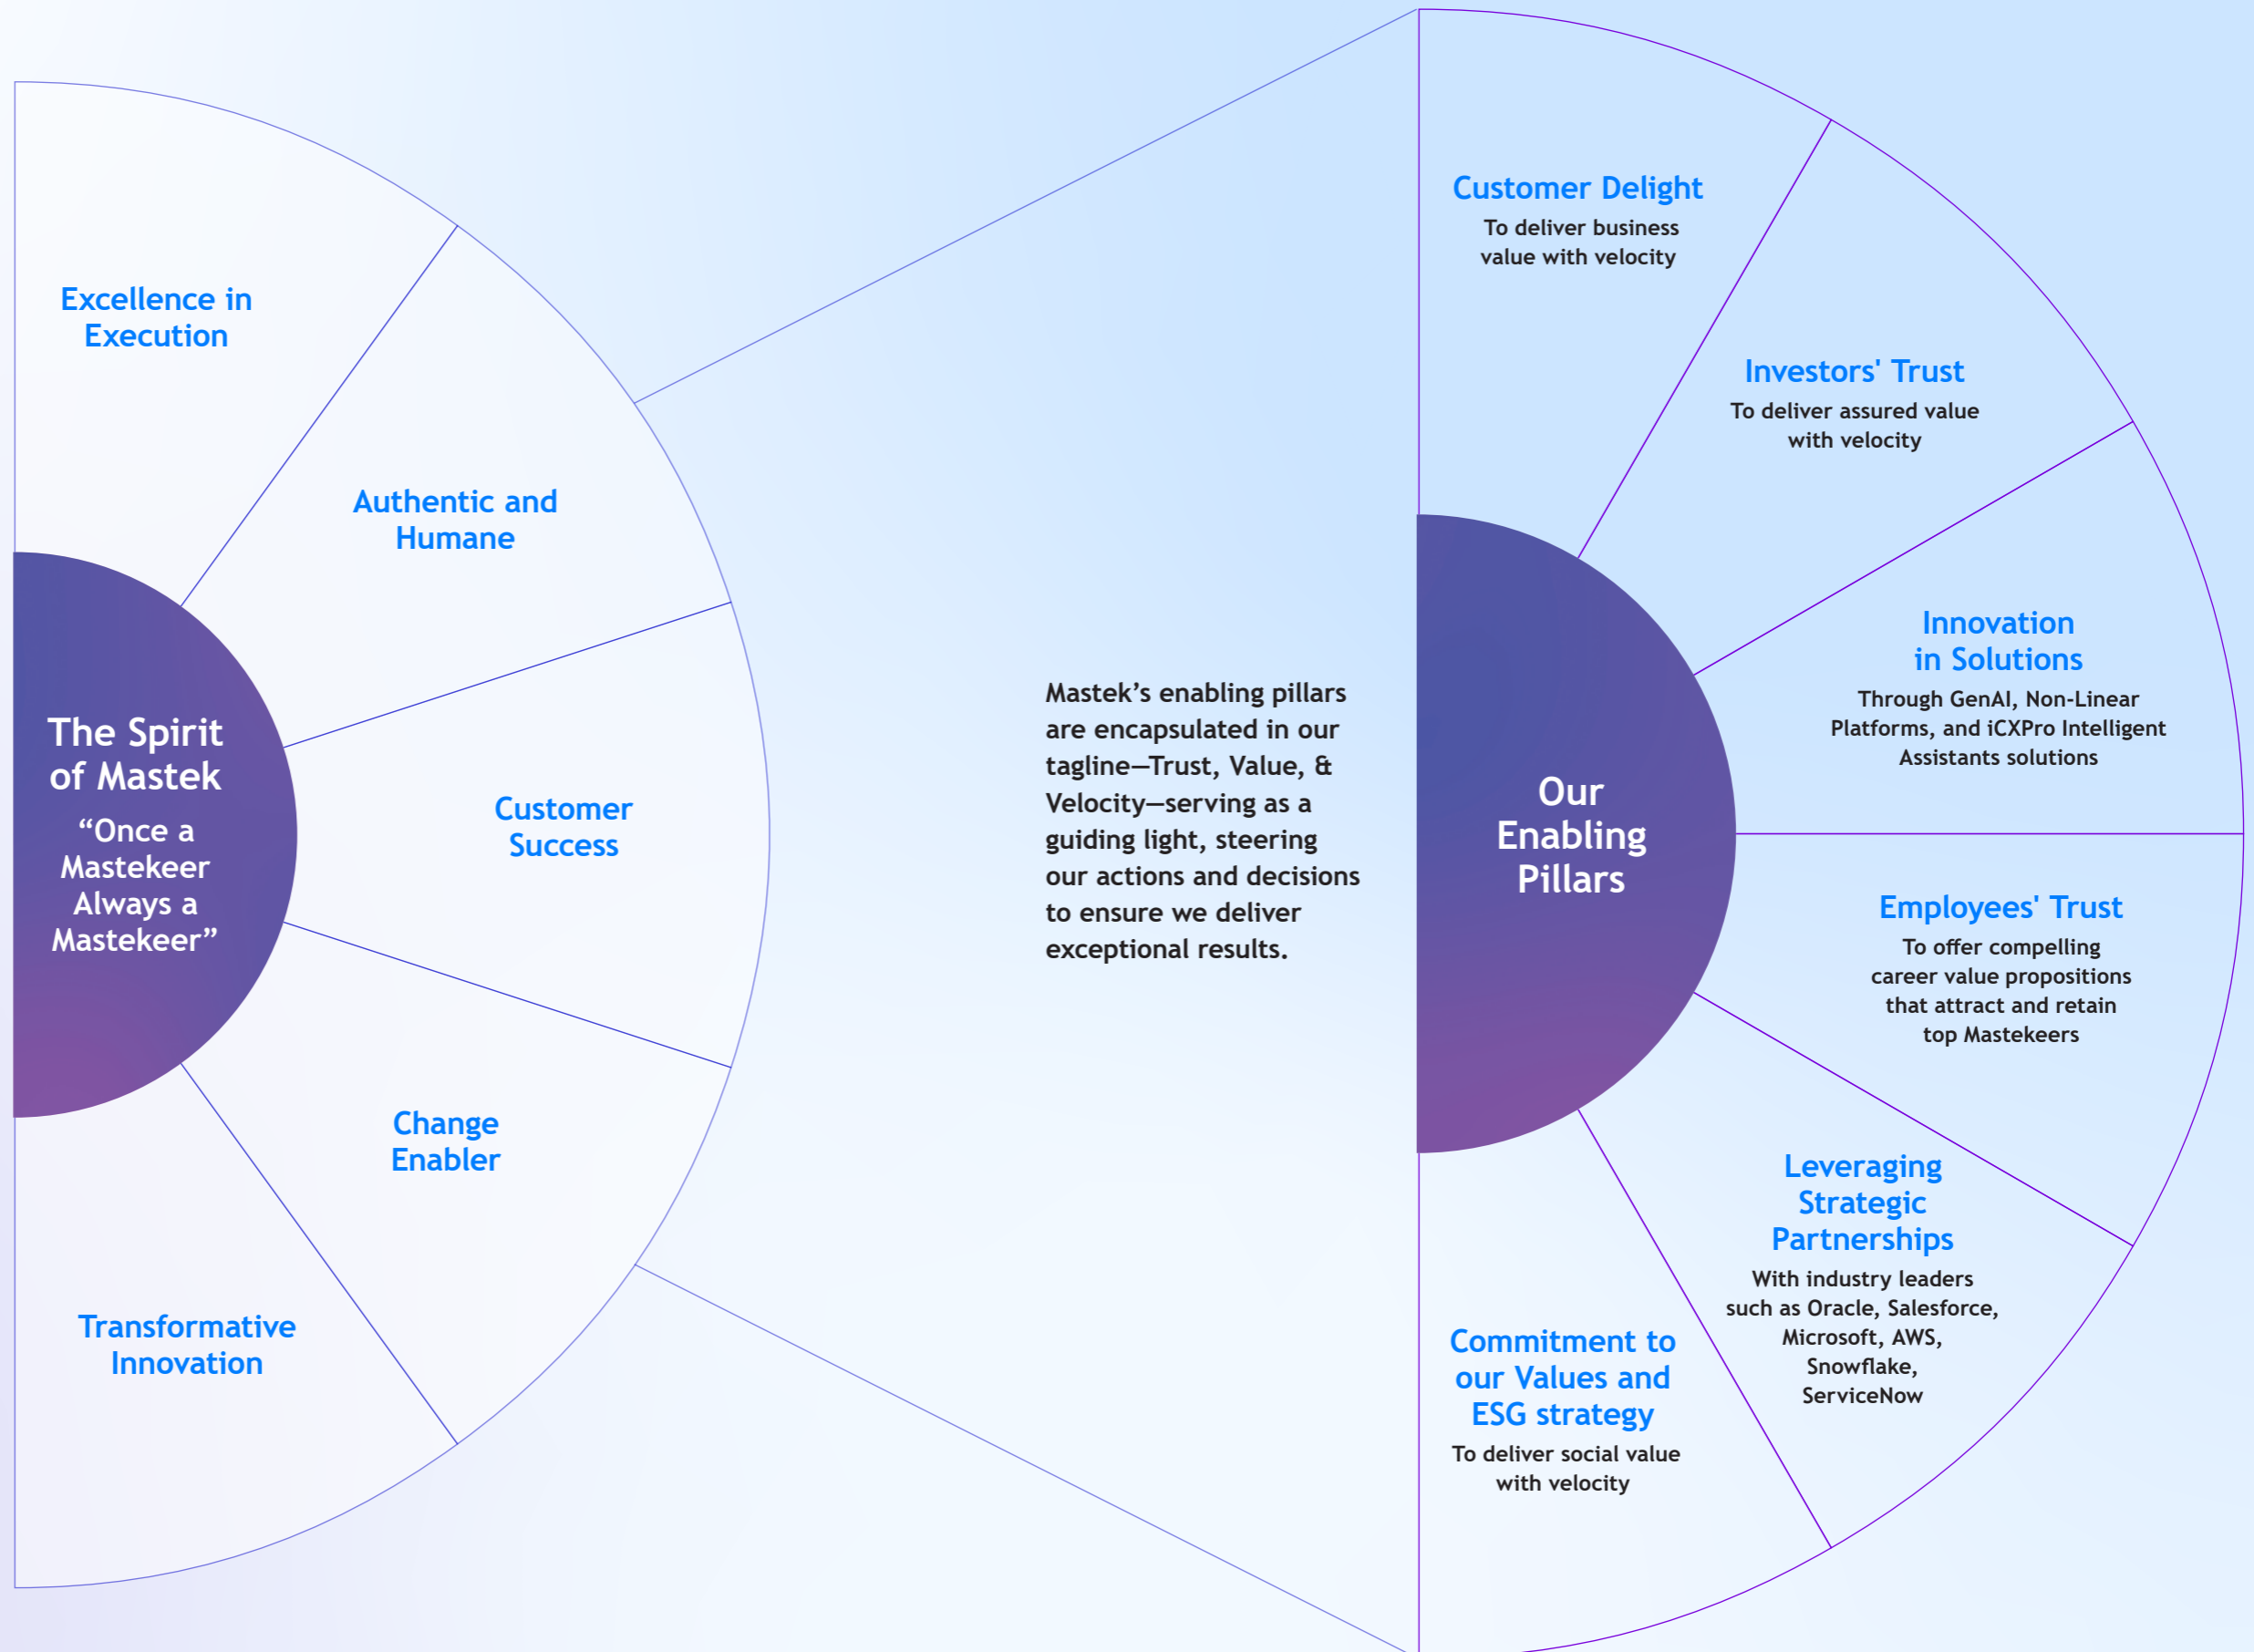 Excellence in
Execution
Authentic and
Humane
Customer
Success
Change
Enabler
Transformative
Innovation
The Spirit
of Mastek
“Once a
Mastekeer
Always a
Mastekeer”
Mastek’s enabling pillars
are encapsulated in our
tagline—Trust, Value, &
Velocity—serving as a
guiding light, steering
our actions and decisions
to ensure we deliver
exceptional results.
Our
Enabling
Pillars
Customer Delight
To deliver business
value with velocity
Investors' Trust
To deliver assured value
with velocity
Innovation
in Solutions
Through GenAI, Non-Linear
Platforms, and iCXPro Intelligent
Assistants solutions
Employees' Trust
To offer compelling
career value propositions
that attract and retain
top Mastekeers
Leveraging
Strategic
Partnerships
With industry leaders
such as Oracle, Salesforce,
Microsoft, AWS,
Snowflake,
ServiceNow
Commitment to
our Values and
ESG strategy
To deliver social value
with velocity